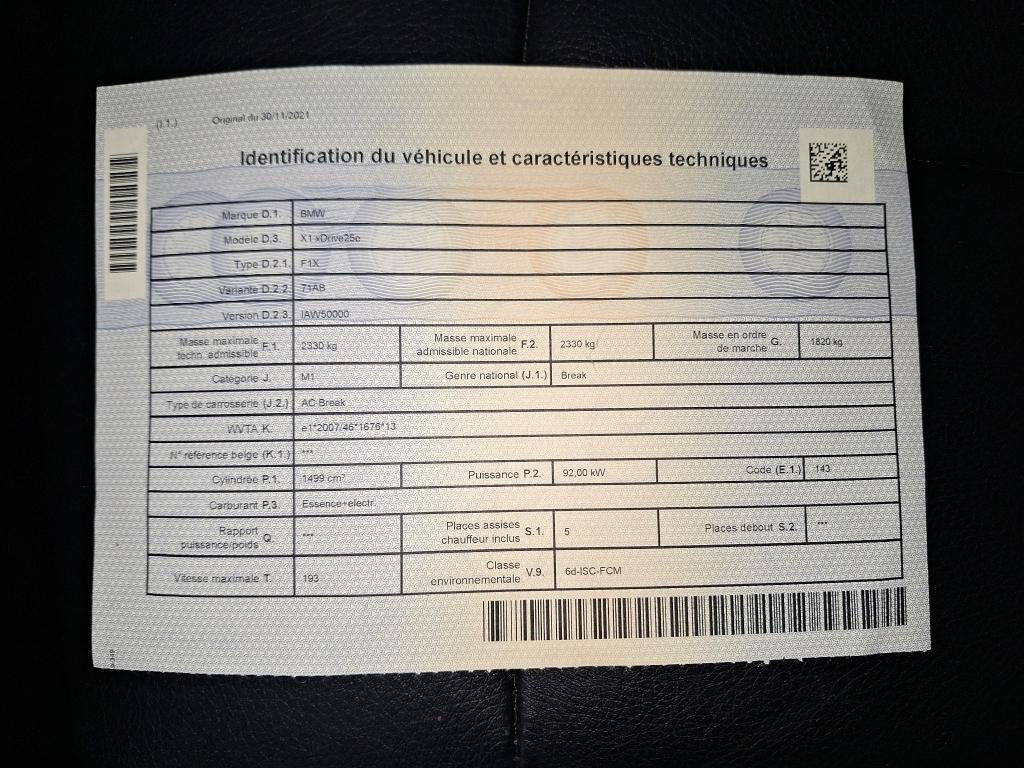 (I.1.) Original du 30/11/2021
Identification du véhicule et caractéristiques techniques
Marque D.1. BMW
Modèle D.3. X1 xDrive25e
Type D.2.1. F1X
Variante D.2.2. 71AB
Version D.2.3. IAW50000
Masse maximale techn. admissible F.1. 2330 kg Masse maximale admissible nationale F.2. 2330 kg Masse en ordre de marche G. 1820 kg
Catégorie J. M1 Genre national (J.1.) Break
Type de carrosserie (J.2.) AC-Break
WVTA K. e1*2007/46*1676*13
N° référence belge (K.1.) ***
Cylindrée P.1. 1499 cm³ Puissance P.2. 92,00 kW Code (E.1.) 143
Carburant P.3. Essence+electr.
Rapport puissance/poids Q. *** Places assises chauffeur inclus S.1. 5 Places debout S.2. ***
Vitesse maximale T. 193 Classe environnementale V.9. 6d-ISC-FCM